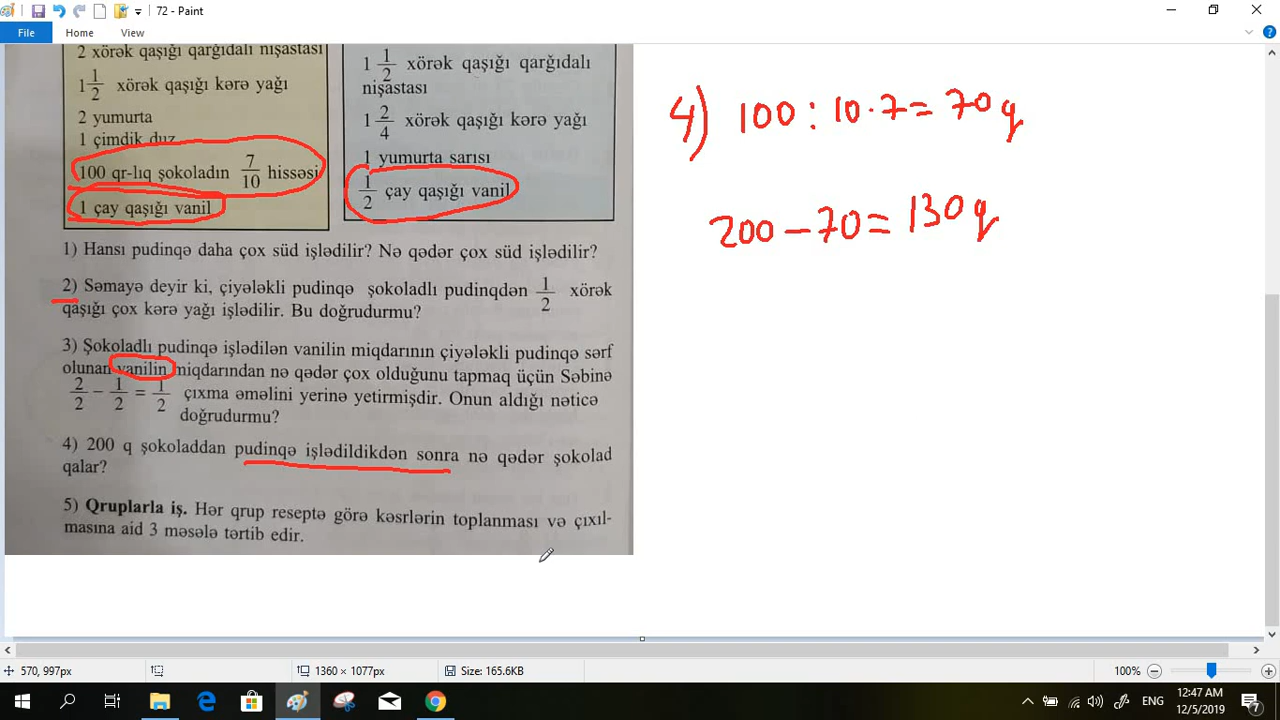 72 - Paint
File Home View
2 xörək qaşığı qarğıdalı nişastası
1 1/2 xörək qaşığı kərə yağı
2 yumurta
1 çimdik duz
100 qr-lıq şokoladın 7/10 hissəsi
1 çay qaşığı vanil
1 1/2 xörək qaşığı qarğıdalı
nişastası
1 2/4 xörək qaşığı kərə yağı
1 yumurta sarısı
1/2 çay qaşığı vanil
1) Hansı pudinqə daha çox süd işlədilir? Nə qədər çox süd işlədilir?
2) Səmayə deyir ki, çiyələkli pudinqə şokoladlı pudinqdən 1/2 xörək
qaşığı çox kərə yağı işlədilir. Bu doğrudurmu?
3) Şokoladlı pudinqə işlədilən vanilin miqdarının çiyələkli pudinqə sərf
olunan vanilin miqdarından nə qədər çox olduğunu tapmaq üçün Səbinə
2/2 − 1/2 = 1/2 çıxma əməlini yerinə yetirmişdir. Onun aldığı nəticə
doğrudurmu?
4) 200 q şokoladdan pudinqə işlədildikdən sonra nə qədər şokolad
qalar?
5) Qruplarla iş. Hər qrup reseptə görə kəsrlərin toplanması və çıxıl-
masına aid 3 məsələ tərtib edir.
4) 100 : 10 · 7 = 70 q
200 − 70 = 130 q
570, 997px 1360 × 1077px Size: 165.6KB 100%
ENG 12:47 AM
12/5/2019
7